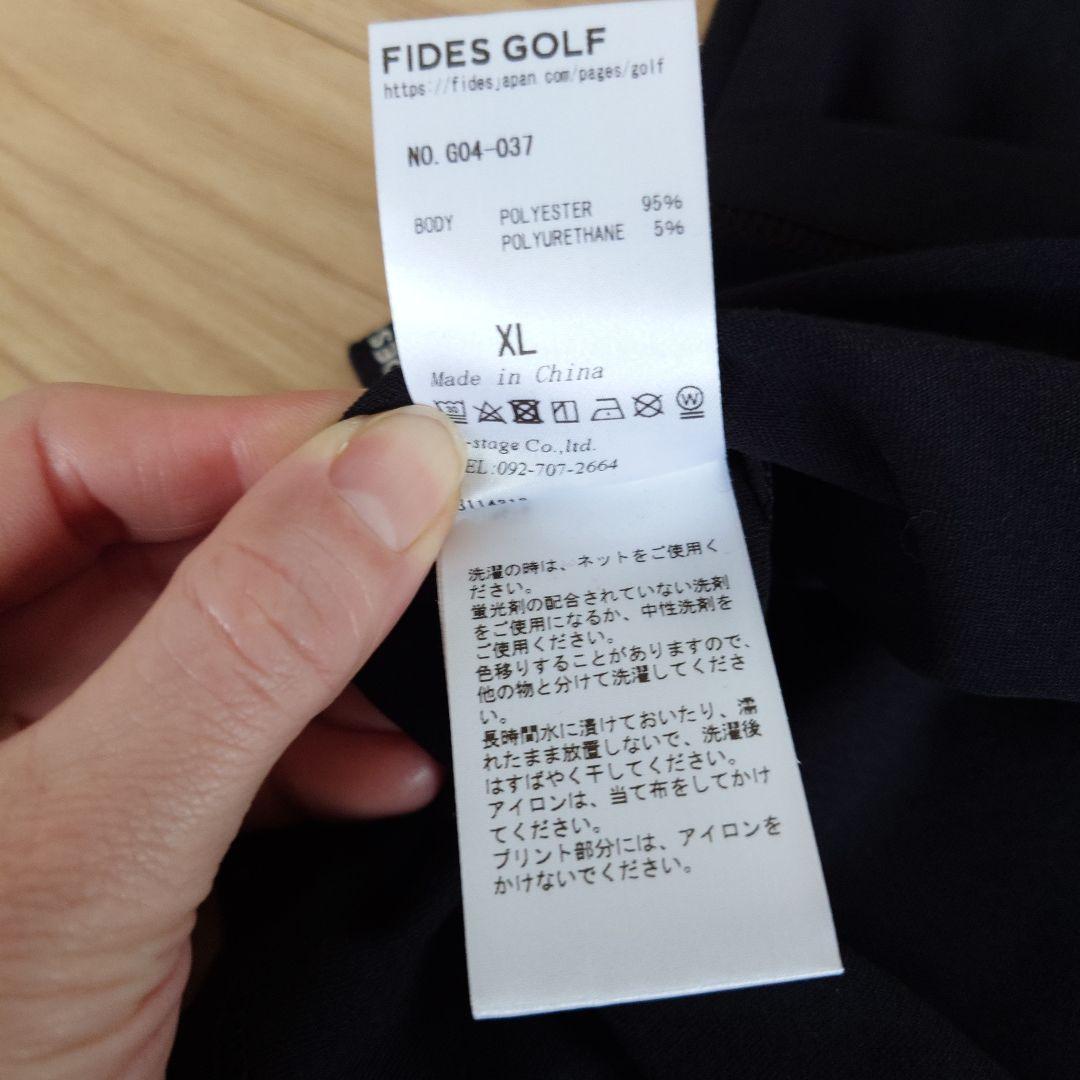 FIDES GOLF
https://fidesjapan.com/pages/golf
NO. G04-037
BODY POLYESTER 95%
POLYURETHANE 5%
XL
Made in China
30 W
-stage Co.,ltd.
EL:092-707-2664
洗濯の時は、ネットをご使用く
ださい。
蛍光剤の配合されていない洗剤
をご使用になるか、中性洗剤を
ご使用ください。
色移りすることがありますので、
他の物と分けて洗濯してくださ
い。
長時間水に漬けておいたり、濡
れたまま放置しないで、洗濯後
はすばやく干してください。
アイロンは、当て布をしてかけ
てください。
プリント部分には、アイロンを
かけないでください。